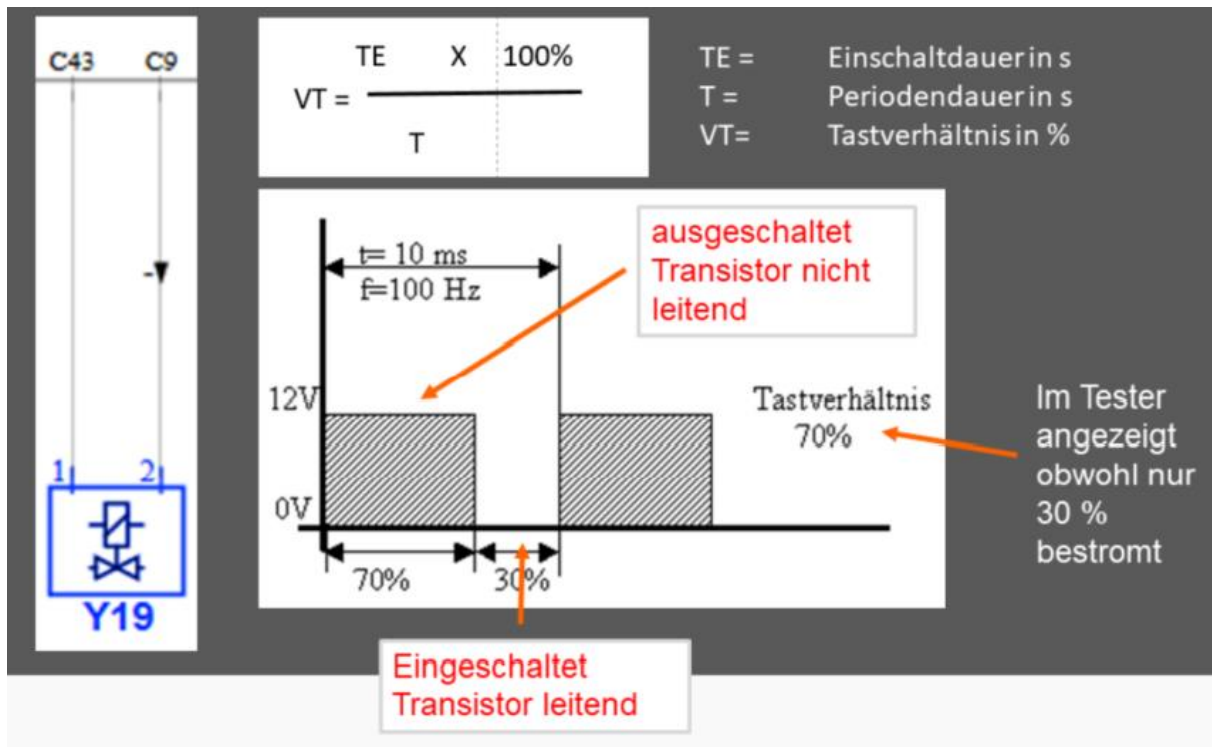 C43 C9
-
1 2
Y19
TE X 100%
VT =
T
TE = Einschaltdauer in s
T = Periodendauer in s
VT= Tastverhältnis in %
t= 10 ms
f=100 Hz
12V
0V
70% 30%
ausgeschaltet
Transistor nicht
leitend
Tastverhältnis
70%
Im Tester
angezeigt
obwohl nur
30 %
bestromt
Eingeschaltet
Transistor leitend